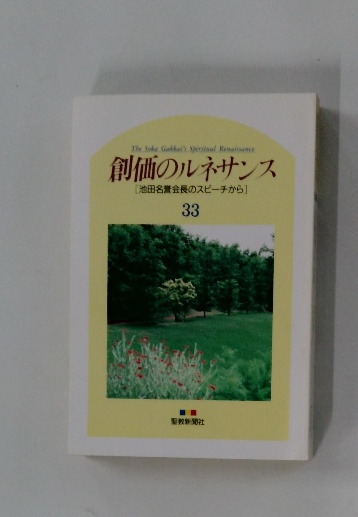 The Soka Gakkai's Spiritual Renaissance
創価のルネサンス
[池田名誉会長のスピーチから]
33
聖教新聞社